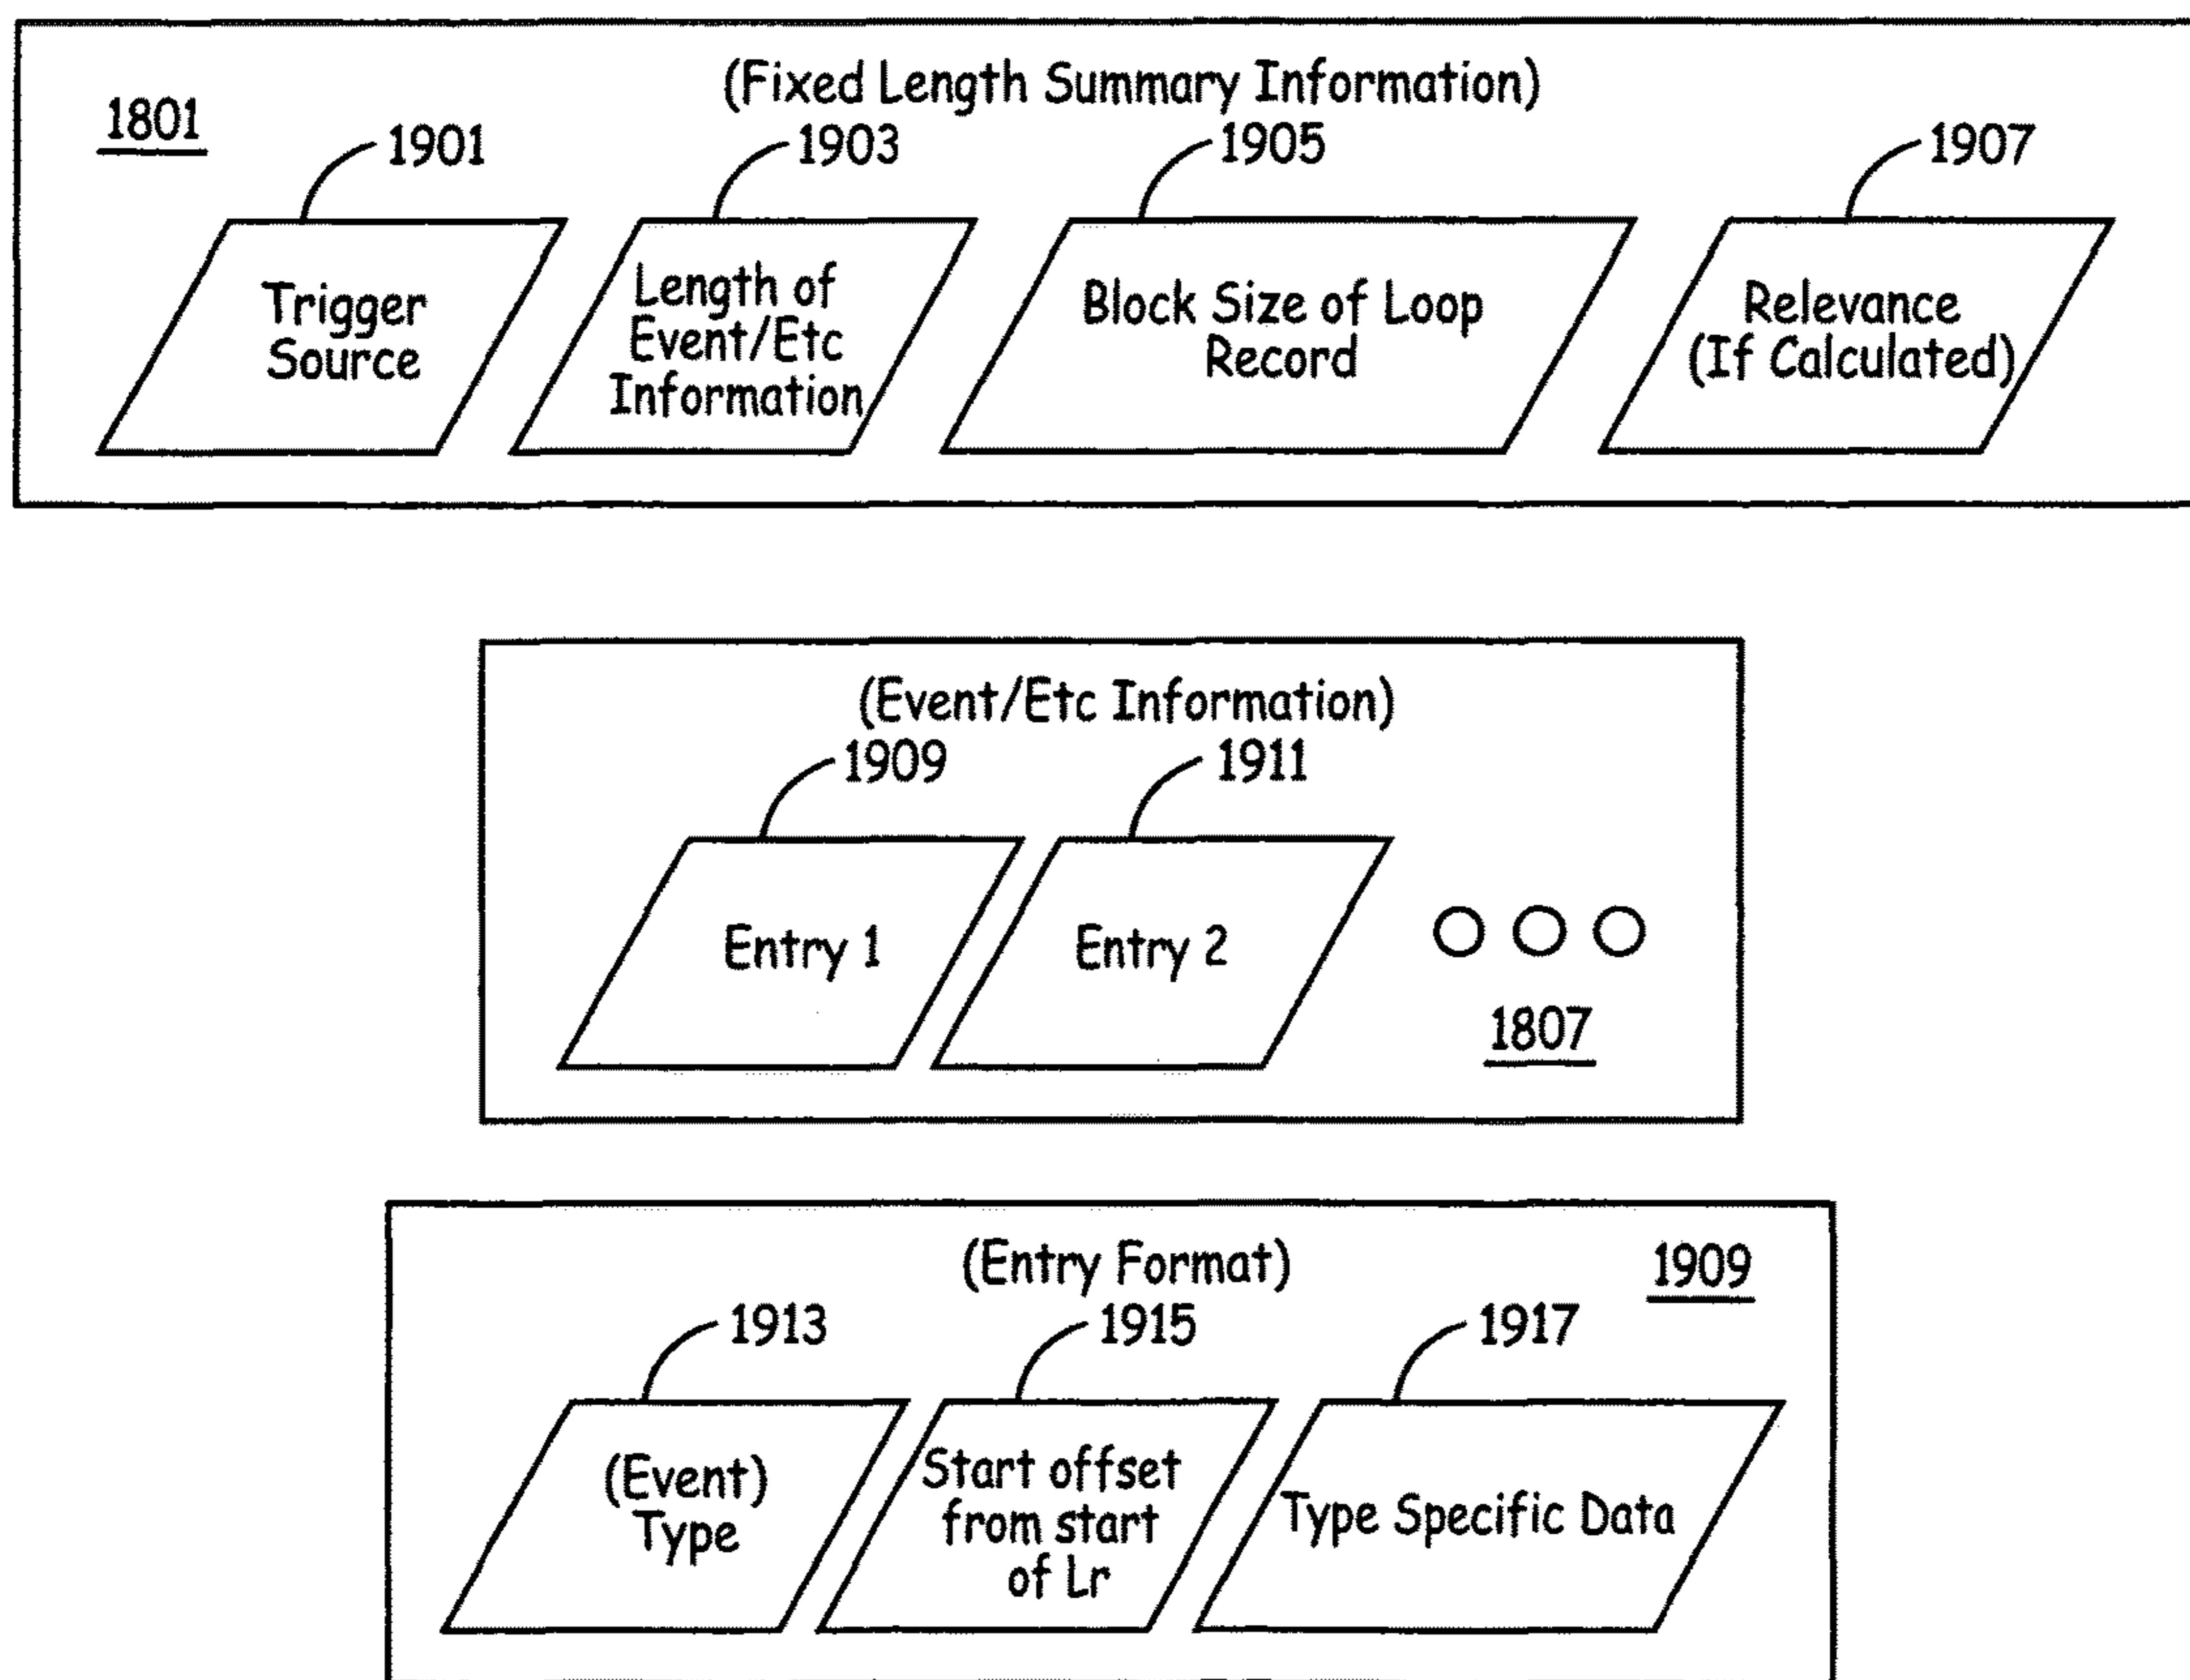 (Fixed Length Summary Information)
1801
1901
1903
1905
1907
Trigger
Source
Length of
Event/Etc
Information
Block Size of Loop
Record
Relevance
(If Calculated)
(Event/Etc Information)
1909
1911
Entry 1
Entry 2
1807
(Entry Format)
1909
1913
1915
1917
(Event)
Type
Start offset
from start
of Lr
Type Specific Data